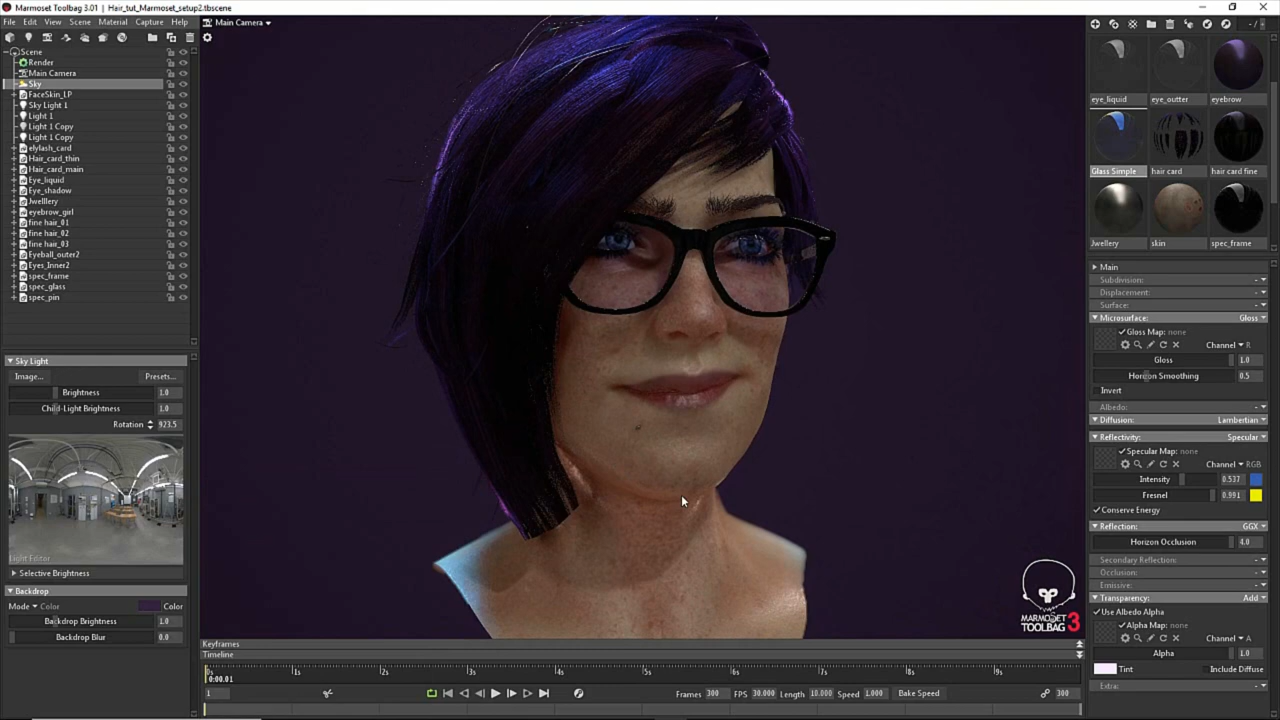 Marmoset Toolbag 3.01 | Hair_tut_Marmoset_setup2.tbscene
File Edit View Scene Material Capture Help
Main Camera
Scene
Render
Main Camera
Sky
FaceSkin_LP
Sky Light 1
Light 1
Light 1 Copy
Light 1 Copy
elylash_card
Hair_card_thin
Hair_card_main
Eye_liquid
Eye_shadow
Jwelllery
eyebrow_girl
fine hair_01
fine hair_02
fine hair_03
Eyeball_outer2
Eyes_Inner2
spec_frame
spec_glass
spec_pin
Sky Light
Image... Presets...
Brightness 1.0
Child-Light Brightness 1.0
Rotation 923.5
Light Editor
Selective Brightness
Backdrop
Mode Color Color
Backdrop Brightness 1.0
Backdrop Blur 0.0
MARMOSET
TOOLBAG 3
Keyframes
Timeline
1s 2s 3s 4s 5s 6s 7s 8s 9s
0:00.01
1 Frames 300 FPS 30.000 Length 10.000 Speed 1.000 Bake Speed 300
eye_liquid eye_outter eyebrow
Glass Simple hair card hair card fine
Jwellery skin spec_frame
Main
Subdivision:
Displacement:
Surface:
Microsurface: Gloss
Gloss Map: none
Channel R
Gloss 1.0
Horizon Smoothing 0.5
Invert
Albedo:
Diffusion: Lambertian
Reflectivity: Specular
Specular Map: none
Channel RGB
Intensity 0.537
Fresnel 0.991
Conserve Energy
Reflection: GGX
Horizon Occlusion 4.0
Secondary Reflection:
Occlusion:
Emissive:
Transparency: Add
Use Albedo Alpha
Alpha Map: none
Channel A
Alpha 1.0
Tint Include Diffuse
Extra: